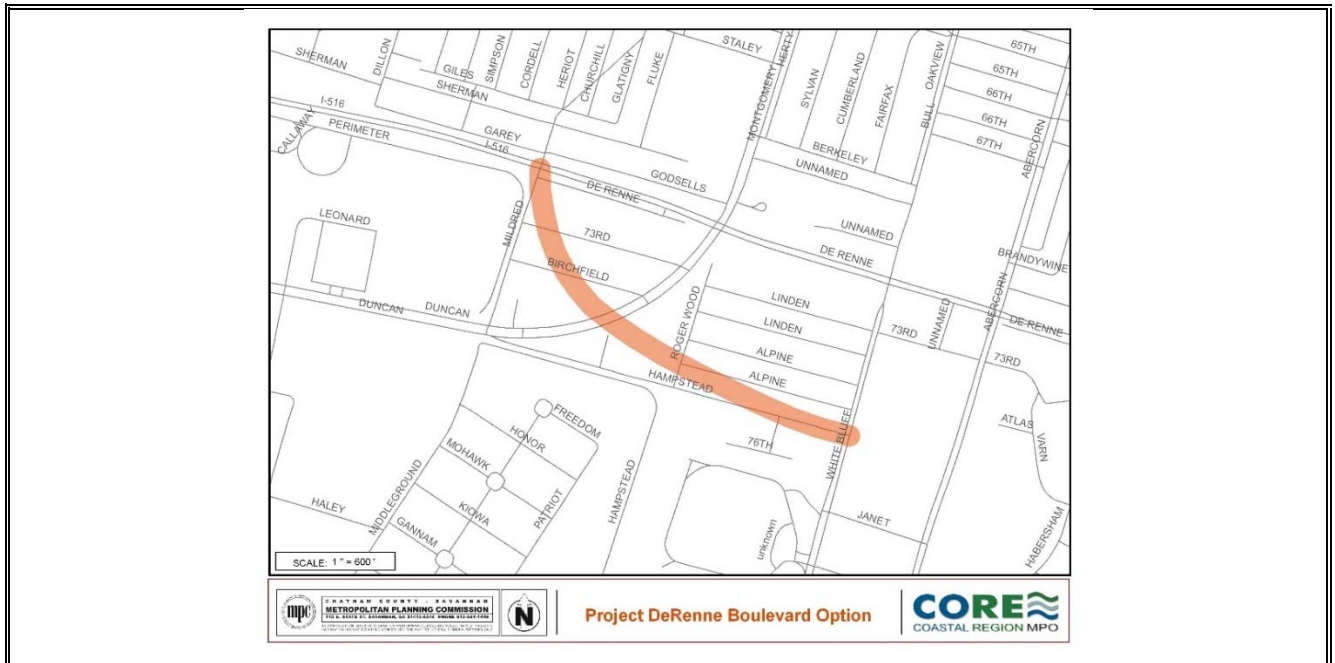 STALEY
HERTY
65TH
OAKVIEW
SHERMAN
DILLON
GILES
SIMPSON
CORDELL
HERIOT
CHURCHILL
GLATIGNY
FLUKE
MONTGOMERY
SYLVAN
CUMBERLAND
FAIRFAX
BULL
65TH
66TH
66TH
67TH
ABERCORN
SHERMAN
I-516
CALLAWAY
PERIMETER
GAREY
I-516
BERKELEY
UNNAMED
GODSELLS
DE RENNE
LEONARD
MILDRED
73RD
UNNAMED
DE RENNE
BRANDYWINE
BIRCHFIELD
DUNCAN
DUNCAN
ROGER WOOD
LINDEN
LINDEN
ALPINE
ALPINE
73RD
UNNAMED
ABERCORN
DE RENNE
73RD
HAMPSTEAD
ATLAS
VARN
FREEDOM
HONOR
MOHAWK
KIOWA
PATRIOT
GANNAM
HALEY
MIDDLEGROUND
HAMPSTEAD
76TH
WHITE BLUFF
JANET
unknown
HABERSHAM
SCALE: 1 " = 600 '
mpc
CHATHAM COUNTY - SAVANNAH
METROPOLITAN PLANNING COMMISSION
N
Project DeRenne Boulevard Option
CORE
COASTAL REGION MPO